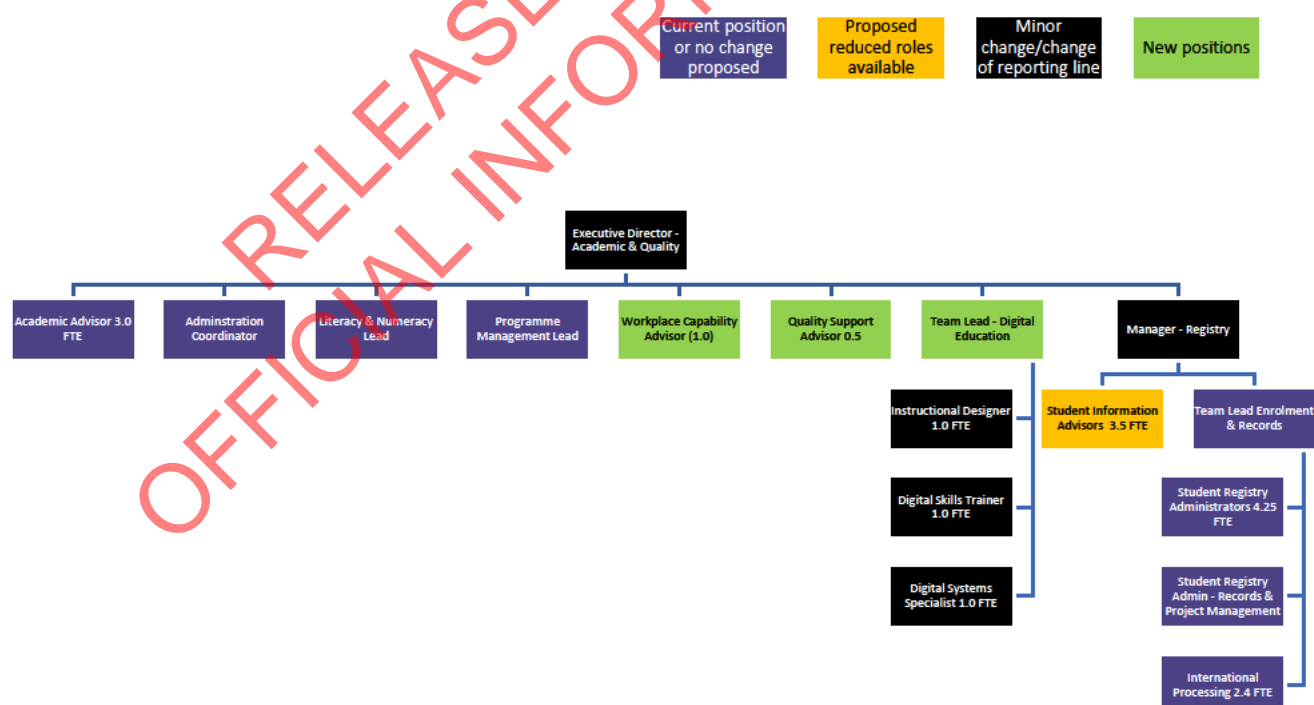 Current position
or no change
proposed
Proposed
reduced roles
available
Minor
change/change
of reporting line
New positions
RELEASE
OFFICIAL INFOR
Executive Director -
Academic & Quality
Academic Advisor 3.0
FTE
Adminstration
Coordinator
Literacy & Numeracy
Lead
Programme
Management Lead
Workplace Capability
Advisor (1.0)
Quality Support
Advisor 0.5
Team Lead - Digital
Education
Manager - Registry
Instructional Designer
1.0 FTE
Student Information
Advisors 3.5 FTE
Team Lead Enrolment
& Records
Digital Skills Trainer
1.0 FTE
Student Registry
Administrators 4.25
FTE
Digital Systems
Specialist 1.0 FTE
Student Registry
Admin - Records &
Project Management
International
Processing 2.4 FTE